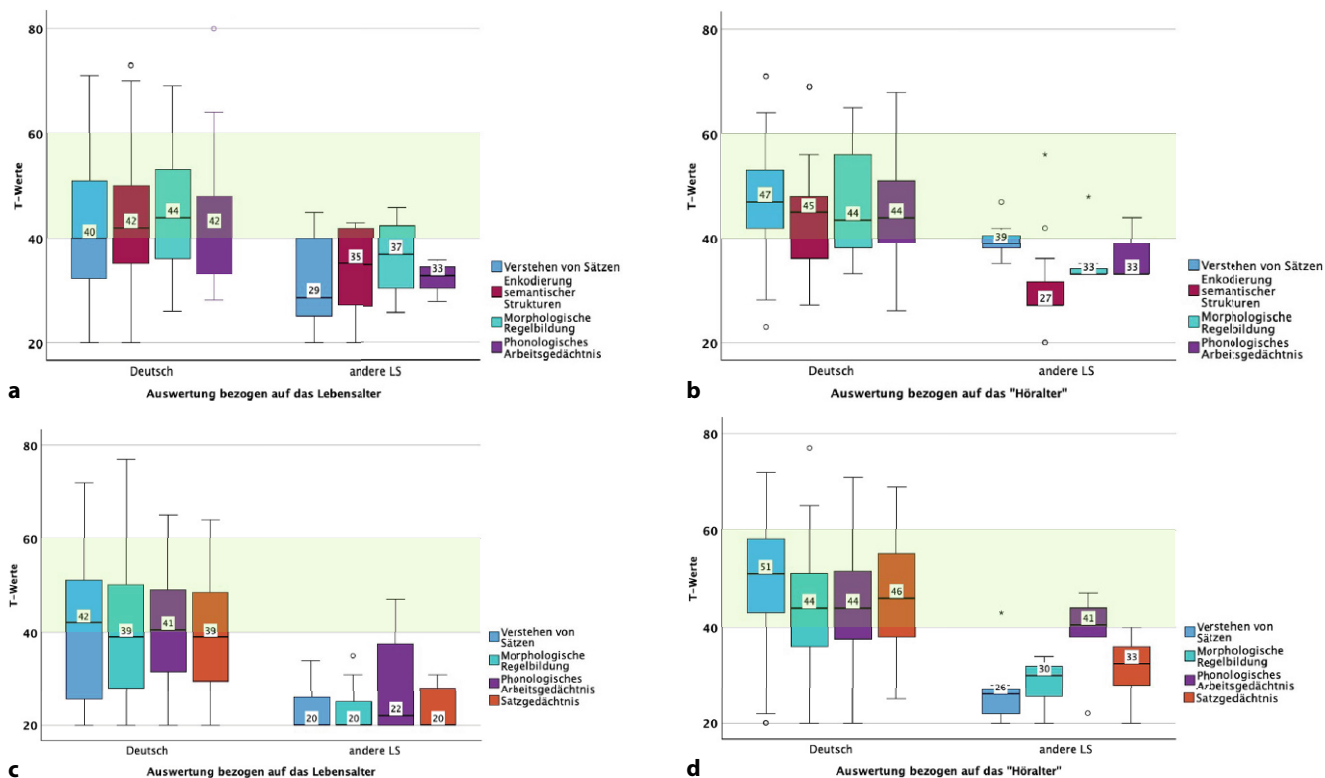 80
60
40
20
T-Werte
40
42
44
42
29
35
37
33
Deutsch
andere LS
Auswertung bezogen auf das Lebensalter
Verstehen von Sätzen
Enkodierung
semantischer
Strukturen
Morphologische
Regelbildung
Phonologisches
Arbeitsgedächtnis
a
80
60
40
20
T-Werte
47
45
44
44
39
27
33
33
Deutsch
andere LS
Auswertung bezogen auf das "Höralter"
Verstehen von Sätzen
Enkodierung
semantischer
Strukturen
Morphologische
Regelbildung
Phonologisches
Arbeitsgedächtnis
b
80
60
40
20
T-Werte
42
39
41
39
20
20
22
20
Deutsch
andere LS
Auswertung bezogen auf das Lebensalter
Verstehen von
Sätzen
Morphologische
Regelbildung
Phonologisches
Arbeitsgedächtnis
Satzgedächtnis
c
80
60
40
20
T-Werte
51
44
44
46
26
30
41
33
Deutsch
andere LS
Auswertung bezogen auf das "Höralter"
Verstehen von
Sätzen
Morphologische
Regelbildung
Phonologisches
Arbeitsgedächtnis
Satzgedächtnis
d